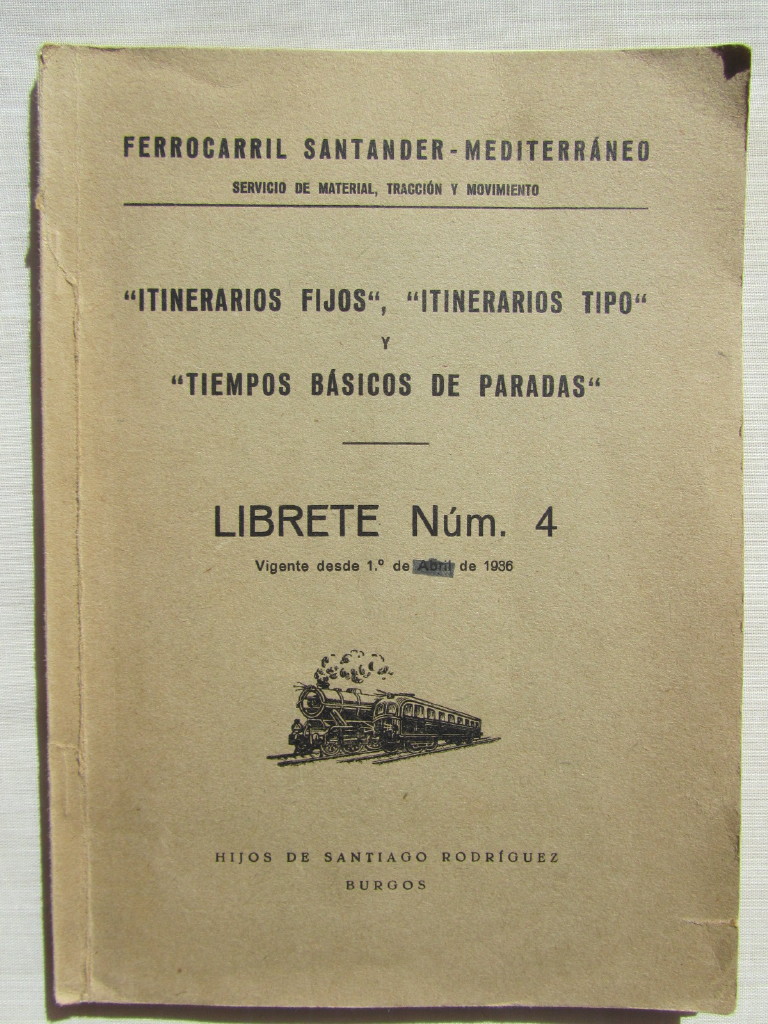 FERROCARRIL SANTANDER-MEDITERRÁNEO
SERVICIO DE MATERIAL, TRACCIÓN Y MOVIMIENTO
“ITINERARIOS FIJOS“, “ITINERARIOS TIPO“
Y
“TIEMPOS BÁSICOS DE PARADAS“
LIBRETE Núm. 4
Vigente desde 1.º de Abril de 1936
HIJOS DE SANTIAGO RODRÍGUEZ
BURGOS